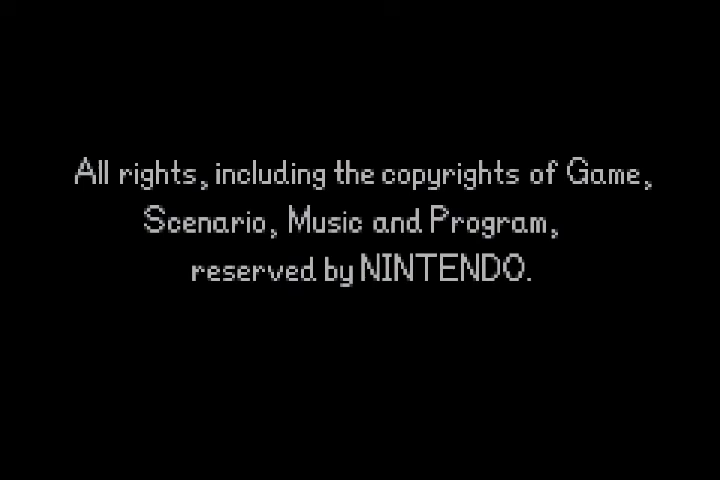 All rights, including the copyrights of Game,
Scenario, Music and Program,
reserved by NINTENDO.